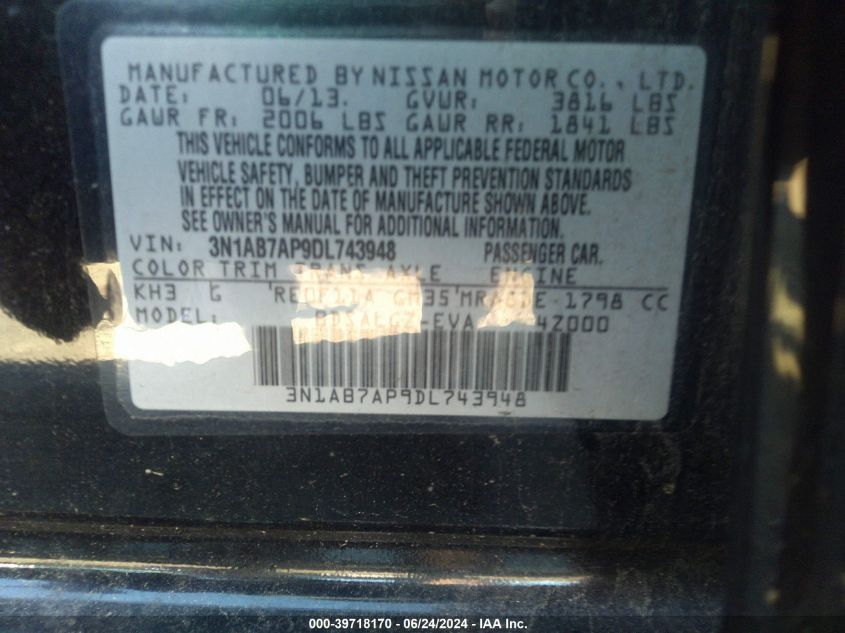 MANUFACTURED BY NISSAN MOTOR CO., LTD.
DATE: 06/13. GVWR: 3816 LBS
GAWR FR: 2006 LBS GAWR RR: 1841 LBS
THIS VEHICLE CONFORMS TO ALL APPLICABLE FEDERAL MOTOR
VEHICLE SAFETY, BUMPER AND THEFT PREVENTION STANDARDS
IN EFFECT ON THE DATE OF MANUFACTURE SHOWN ABOVE.
SEE OWNER'S MANUAL FOR ADDITIONAL INFORMATION.
VIN: 3N1AB7AP9DL743948 PASSENGER CAR.
COLOR TRIM TRANS AXLE ENGINE
KH3 G 1798 CC
MODEL:
3N1AB7AP9DL743948
000-39718170 - 06/24/2024 - IAA Inc.